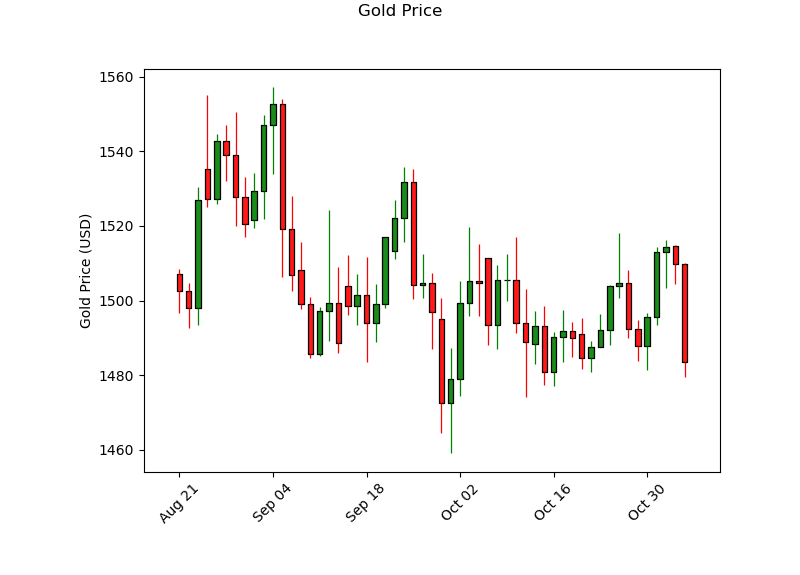 Gold Price
Gold Price (USD)
1560
1540
1520
1500
1480
1460
Aug 21
Sep 04
Sep 18
Oct 02
Oct 16
Oct 30